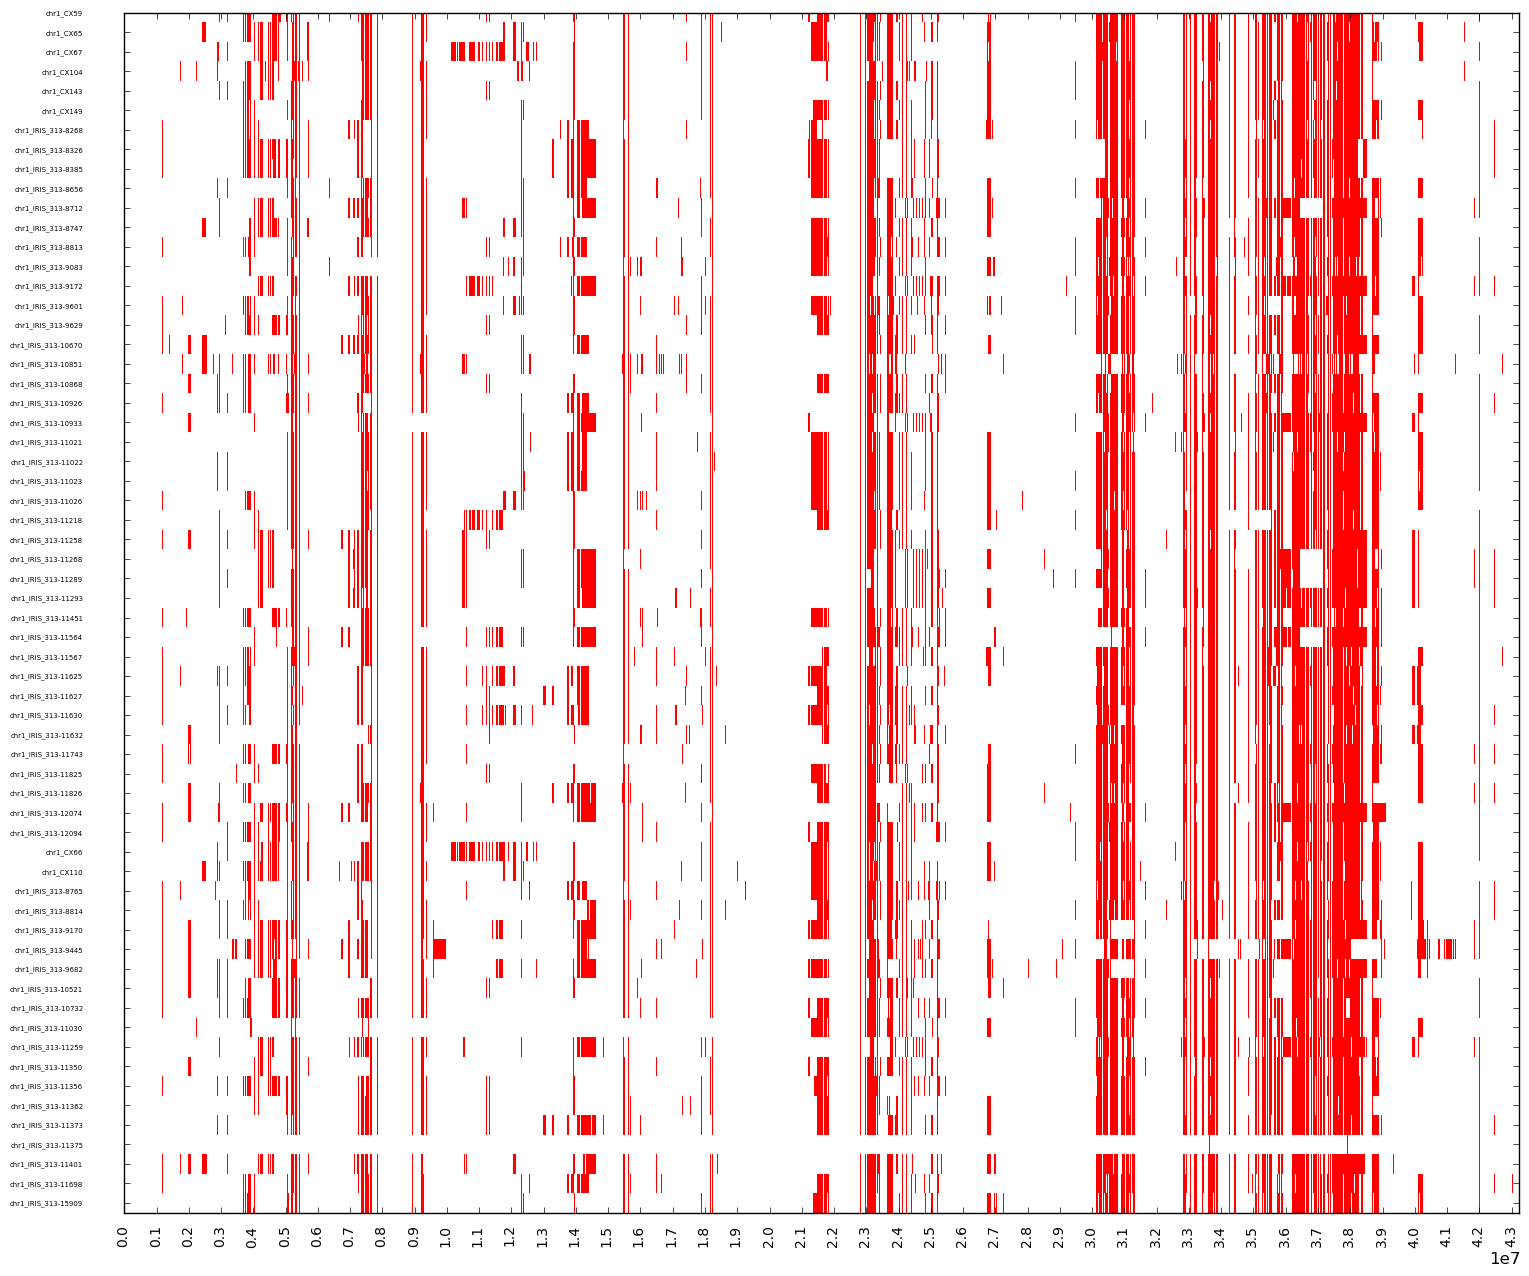 chr1_CX59
chr1_CX65
chr1_CX67
chr1_CX104
chr1_CX143
chr1_CX149
chr1_IRIS_313-8268
chr1_IRIS_313-8326
chr1_IRIS_313-8385
chr1_IRIS_313-8656
chr1_IRIS_313-8712
chr1_IRIS_313-8747
chr1_IRIS_313-8813
chr1_IRIS_313-9083
chr1_IRIS_313-9172
chr1_IRIS_313-9601
chr1_IRIS_313-9629
chr1_IRIS_313-10670
chr1_IRIS_313-10851
chr1_IRIS_313-10868
chr1_IRIS_313-10926
chr1_IRIS_313-10933
chr1_IRIS_313-11021
chr1_IRIS_313-11022
chr1_IRIS_313-11023
chr1_IRIS_313-11026
chr1_IRIS_313-11218
chr1_IRIS_313-11258
chr1_IRIS_313-11268
chr1_IRIS_313-11289
chr1_IRIS_313-11293
chr1_IRIS_313-11451
chr1_IRIS_313-11564
chr1_IRIS_313-11567
chr1_IRIS_313-11625
chr1_IRIS_313-11627
chr1_IRIS_313-11630
chr1_IRIS_313-11632
chr1_IRIS_313-11743
chr1_IRIS_313-11825
chr1_IRIS_313-11826
chr1_IRIS_313-12074
chr1_IRIS_313-12094
chr1_CX66
chr1_CX110
chr1_IRIS_313-8765
chr1_IRIS_313-8814
chr1_IRIS_313-9170
chr1_IRIS_313-9445
chr1_IRIS_313-9682
chr1_IRIS_313-10521
chr1_IRIS_313-10732
chr1_IRIS_313-11030
chr1_IRIS_313-11259
chr1_IRIS_313-11350
chr1_IRIS_313-11356
chr1_IRIS_313-11362
chr1_IRIS_313-11373
chr1_IRIS_313-11375
chr1_IRIS_313-11401
chr1_IRIS_313-11698
chr1_IRIS_313-15909
0.0 0.1 0.2 0.3 0.4 0.5 0.6 0.7 0.8 0.9 1.0 1.1 1.2 1.3 1.4 1.5 1.6 1.7 1.8 1.9 2.0 2.1 2.2 2.3 2.4 2.5 2.6 2.7 2.8 2.9 3.0 3.1 3.2 3.3 3.4 3.5 3.6 3.7 3.8 3.9 4.0 4.1 4.2 4.3
1e7